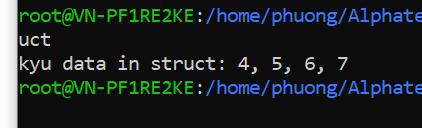 root@VN-PF1RE2KE:/home/phuong/Alphate
uct
kyu data in struct: 4, 5, 6, 7
root@VN-PF1RE2KE:/home/phuong/Alphate